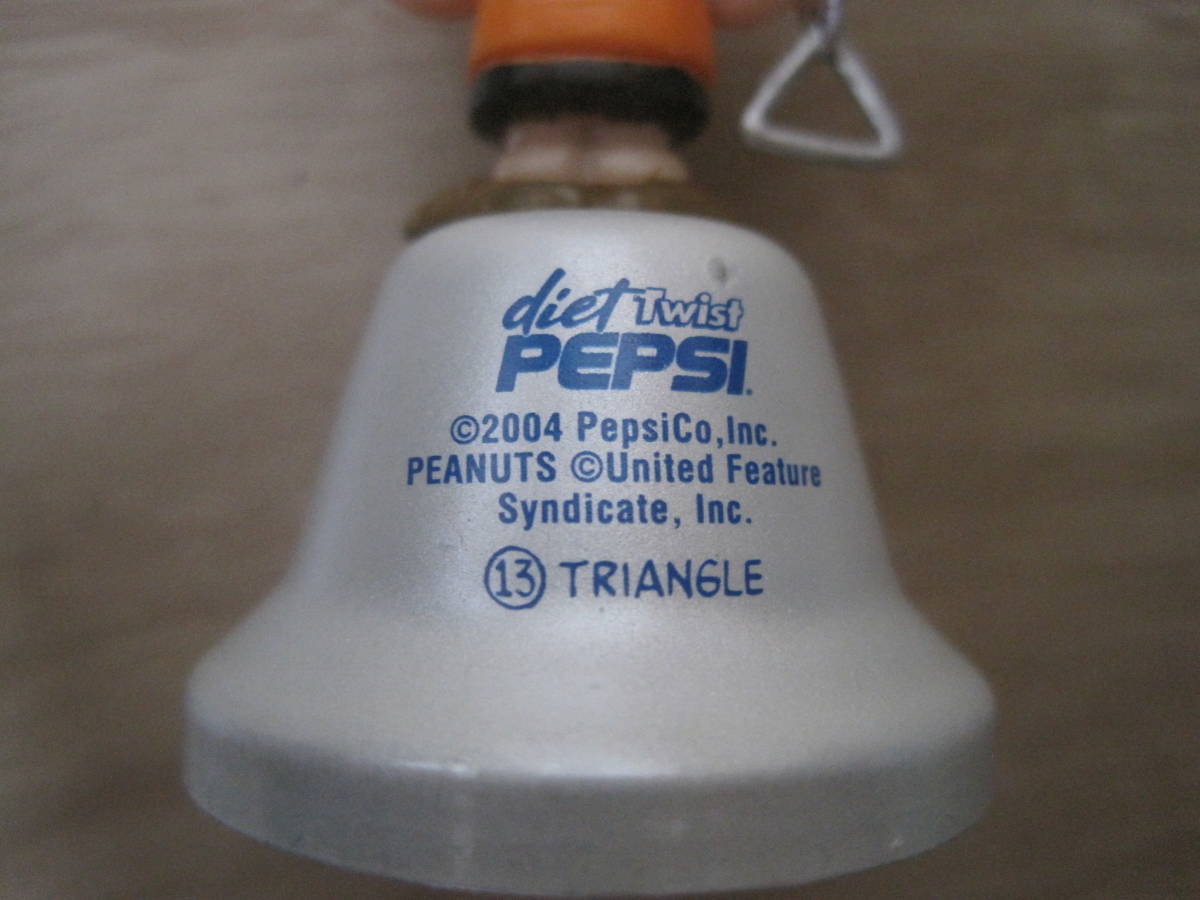 diet Twist
PEPSI.
©2004 PepsiCo,Inc.
PEANUTS ©United Feature
Syndicate, Inc.
⑬ TRIANGLE